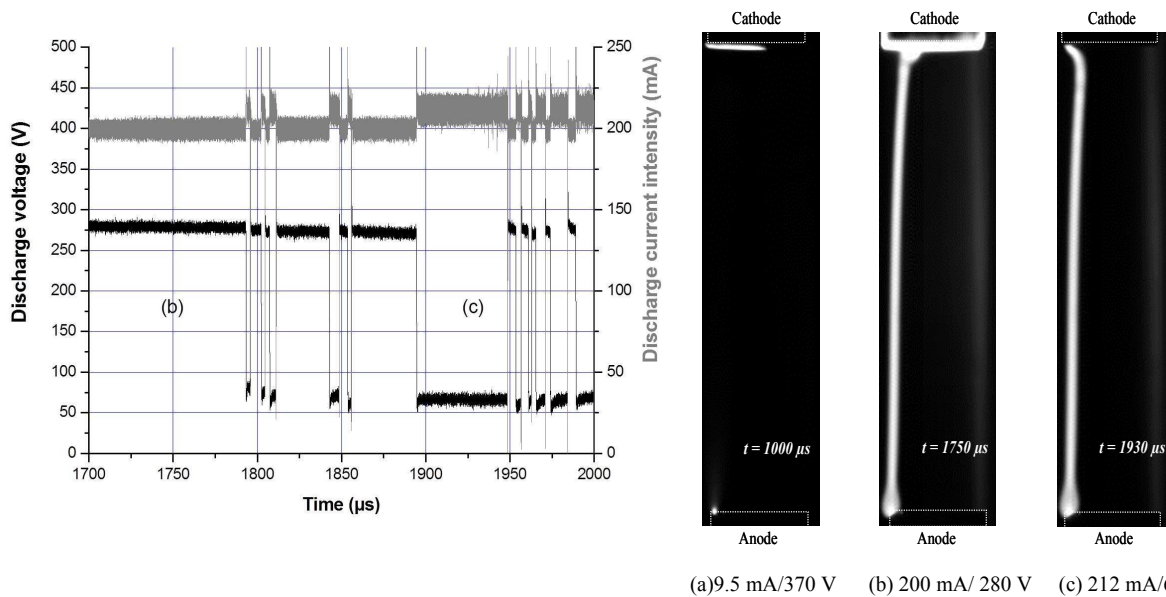 500
450
400
350
300
250
200
150
100
50
0
Discharge voltage (V)
250
200
150
100
50
0
Discharge current intensity (mA)
(b)
(c)
1700 1750 1800 1850 1900 1950 2000
Time (µs)
Cathode
t = 1000 µs
Anode
(a)9.5 mA/370 V
Cathode
t = 1750 µs
Anode
(b) 200 mA/ 280 V
Cathode
t = 1930 µs
Anode
(c) 212 mA/